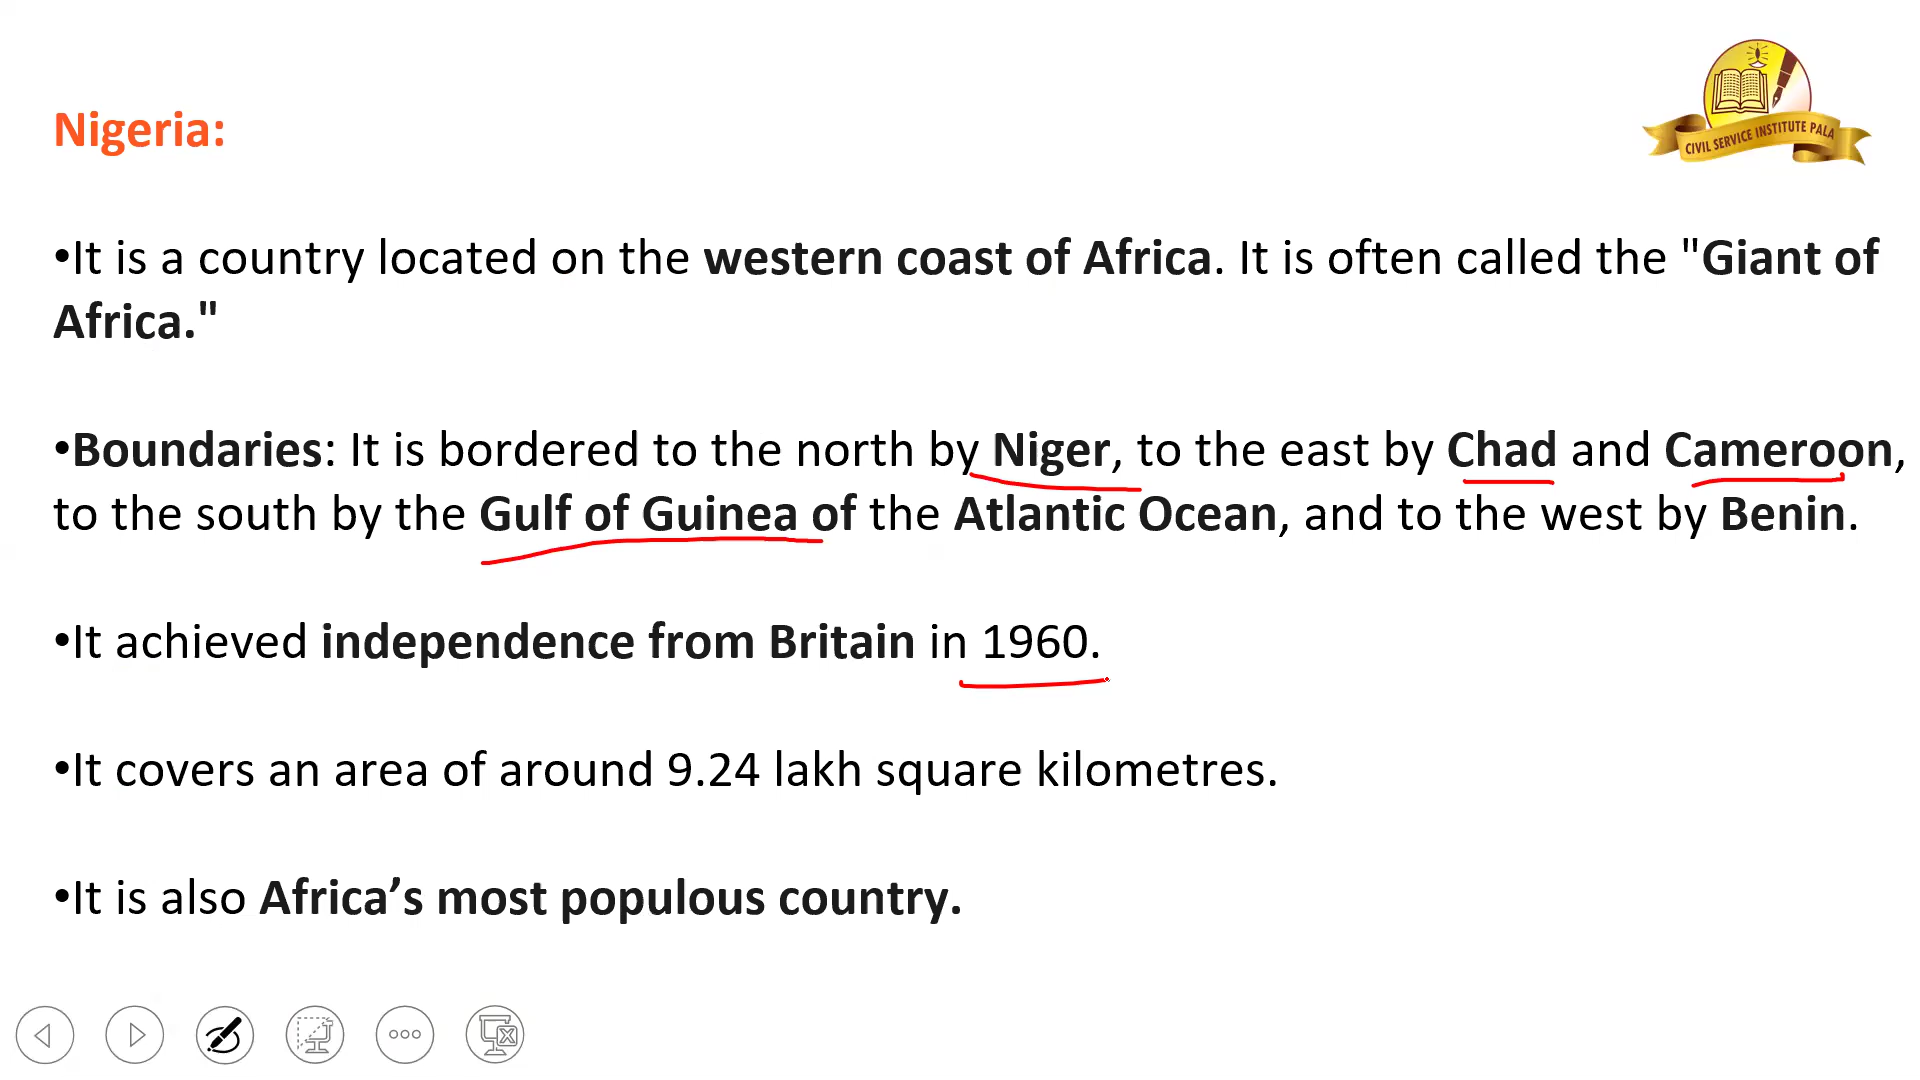 CIVIL SERVICE INSTITUTE PALA
Nigeria:
•It is a country located on the western coast of Africa. It is often called the "Giant of
Africa."
•Boundaries: It is bordered to the north by Niger, to the east by Chad and Cameroon,
to the south by the Gulf of Guinea of the Atlantic Ocean, and to the west by Benin.
•It achieved independence from Britain in 1960.
•It covers an area of around 9.24 lakh square kilometres.
•It is also Africa’s most populous country.